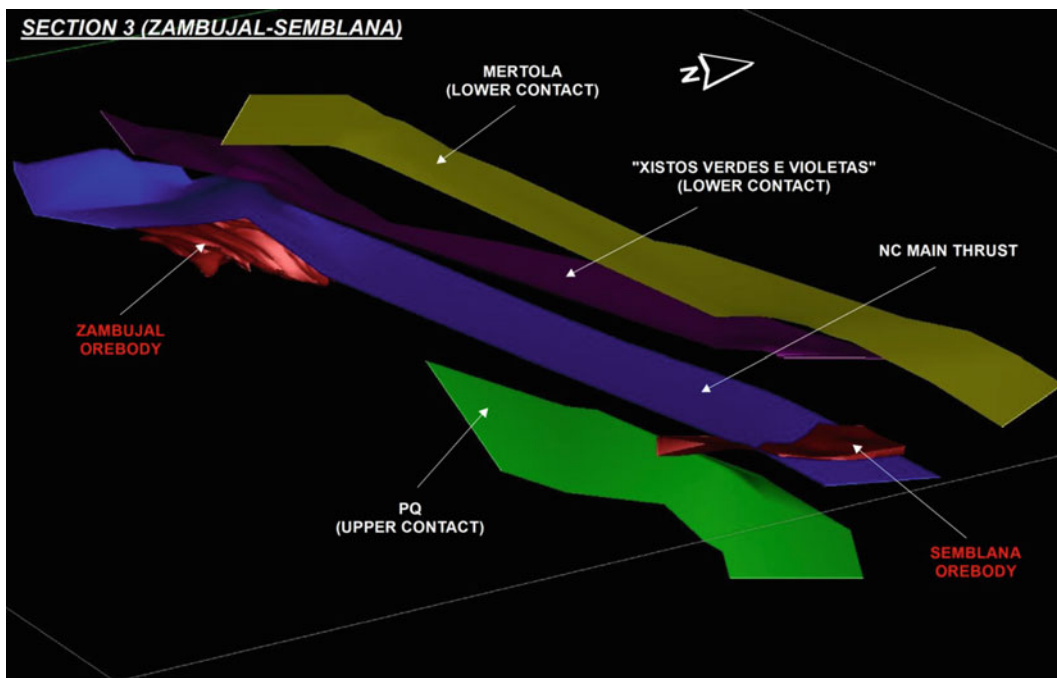 SECTION 3 (ZAMBUJAL-SEMBLANA)
N
MERTOLA
(LOWER CONTACT)
"XISTOS VERDES E VIOLETAS"
(LOWER CONTACT)
NC MAIN THRUST
ZAMBUJAL
OREBODY
PQ
(UPPER CONTACT)
SEMBLANA
OREBODY